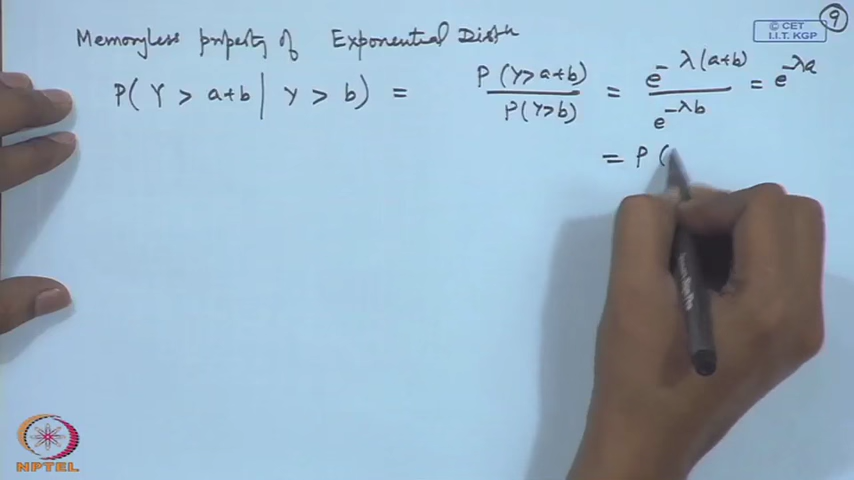 9
© CET
I.I.T. KGP
Memoryless property of Exponential Distn
P( Y > a+b | Y > b) = P(Y>a+b) / P(Y>b) = e^{-λ(a+b)} / e^{-λb} = e^{-λa}
= P (
NPTEL